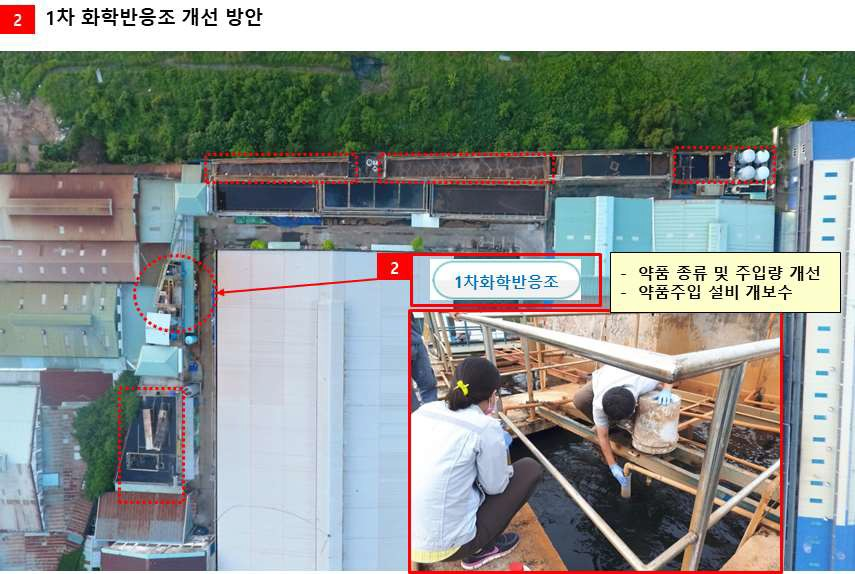 2
1차 화학반응조 개선 방안
2
1차화학반응조
- 약품 종류 및 주입량 개선
- 약품주입 설비 개보수